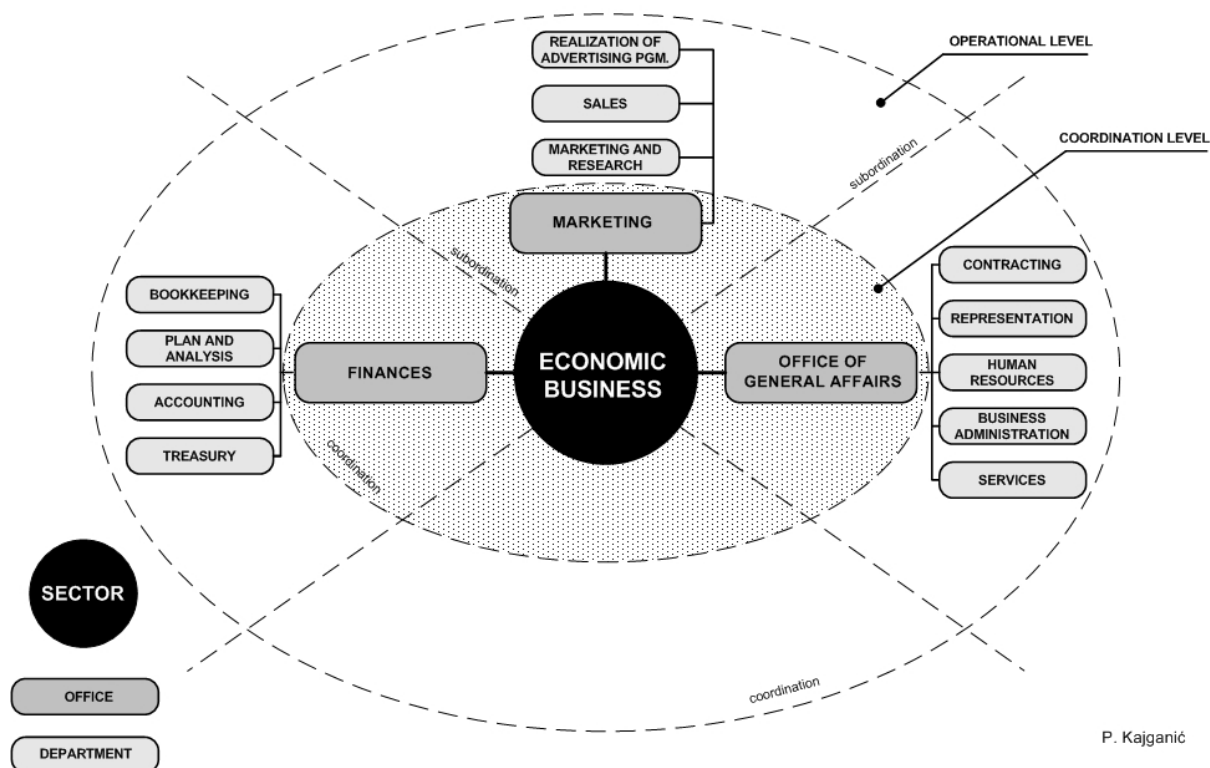 REALIZATION OF
ADVERTISING PGM.
OPERATIONAL LEVEL
SALES
COORDINATION LEVEL
MARKETING AND
RESEARCH
subordination
MARKETING
subordination
CONTRACTING
BOOKKEEPING
REPRESENTATION
PLAN AND
ANALYSIS
FINANCES
ECONOMIC
BUSINESS
OFFICE OF
GENERAL AFFAIRS
HUMAN
RESOURCES
ACCOUNTING
BUSINESS
ADMINISTRATION
TREASURY
coordination
SERVICES
SECTOR
OFFICE
coordination
DEPARTMENT
P. Kajganić